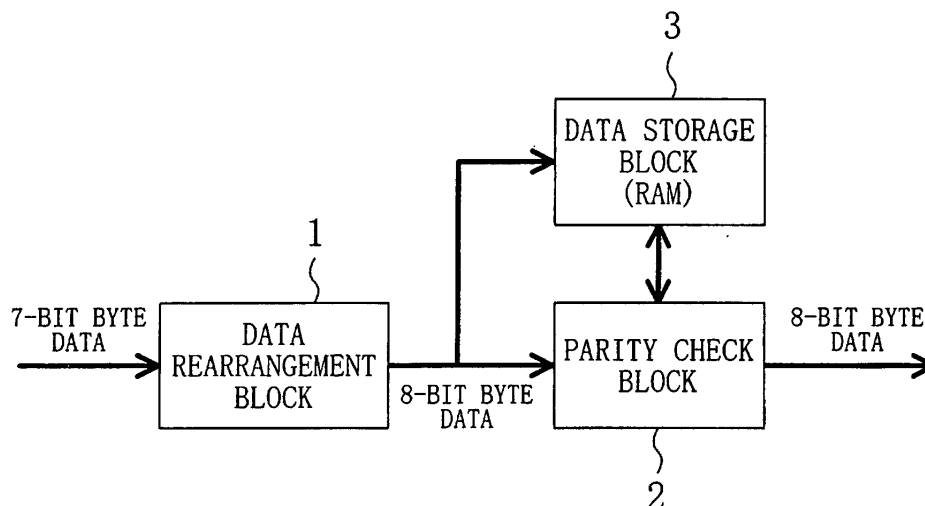 3
DATA STORAGE
BLOCK
(RAM)
1
7-BIT BYTE
DATA
DATA
REARRANGEMENT
BLOCK
8-BIT BYTE
DATA
PARITY CHECK
BLOCK
8-BIT BYTE
DATA
2